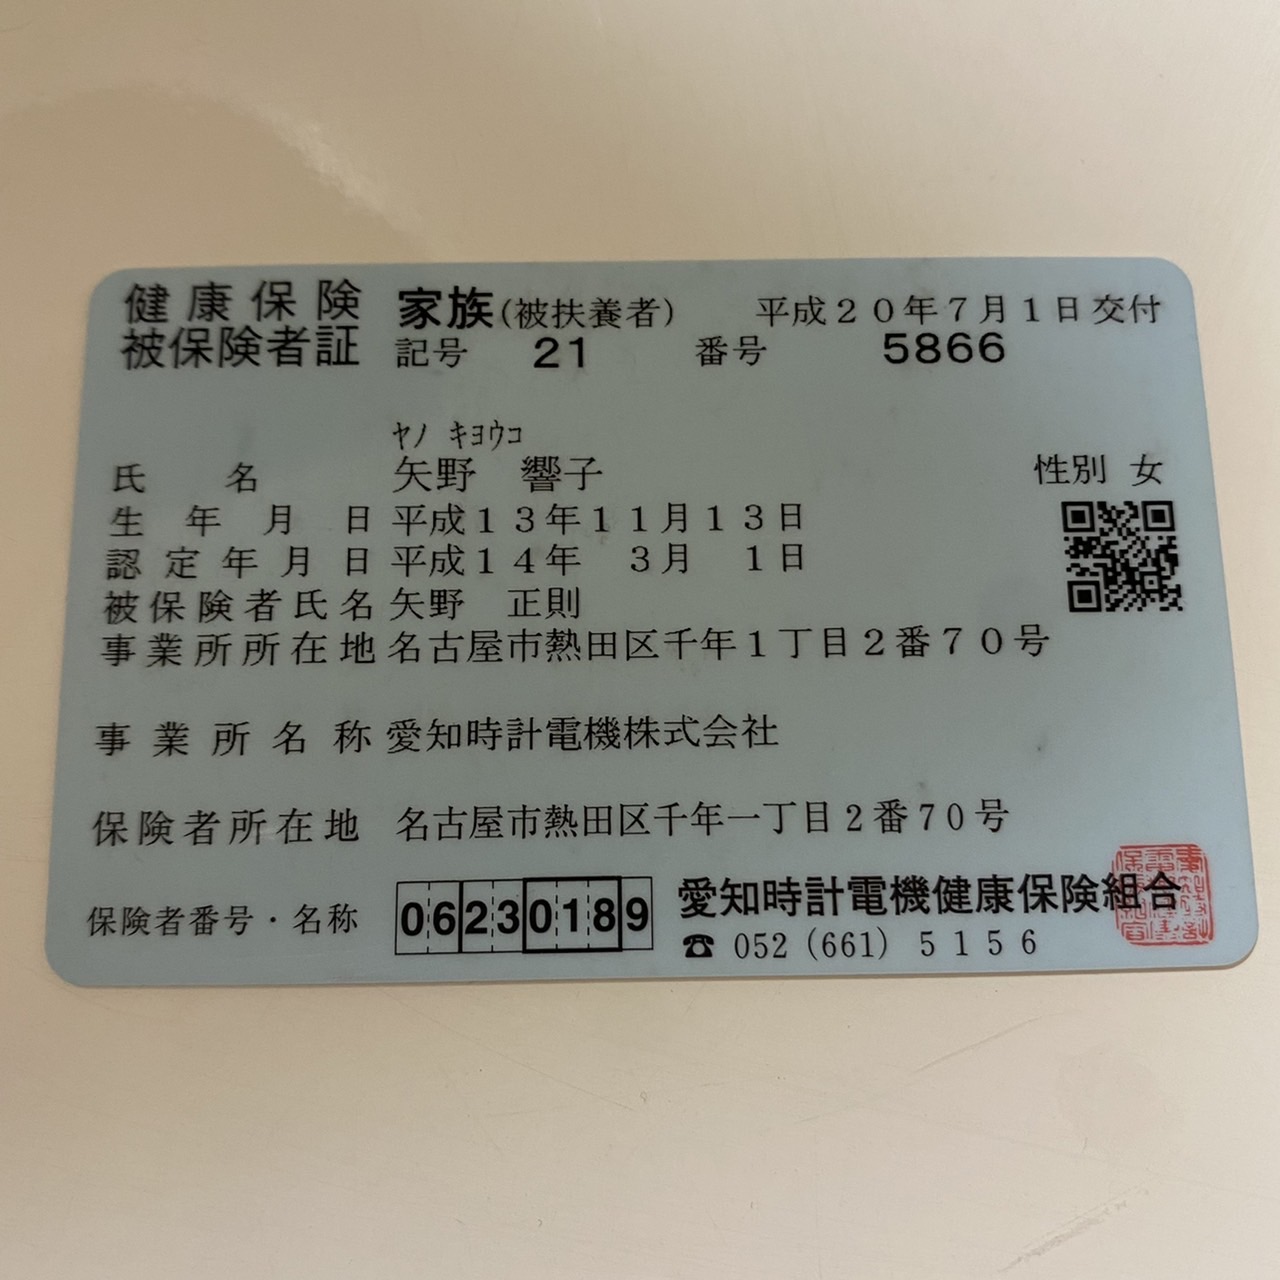 健康保険 家族(被扶養者) 平成20年7月1日交付
被保険者証 記号 21 番号 5866
ヤノ キヨウコ
氏名 矢野 響子 性別 女
生年月日 平成13年11月13日
認定年月日 平成14年 3月 1日
被保険者氏名 矢野 正則
事業所所在地 名古屋市熱田区千年1丁目2番70号
事業所名称 愛知時計電機株式会社
保険者所在地 名古屋市熱田区千年一丁目2番70号
保険者番号・名称 06230189 愛知時計電機健康保険組合
☎ 052 (661) 5156